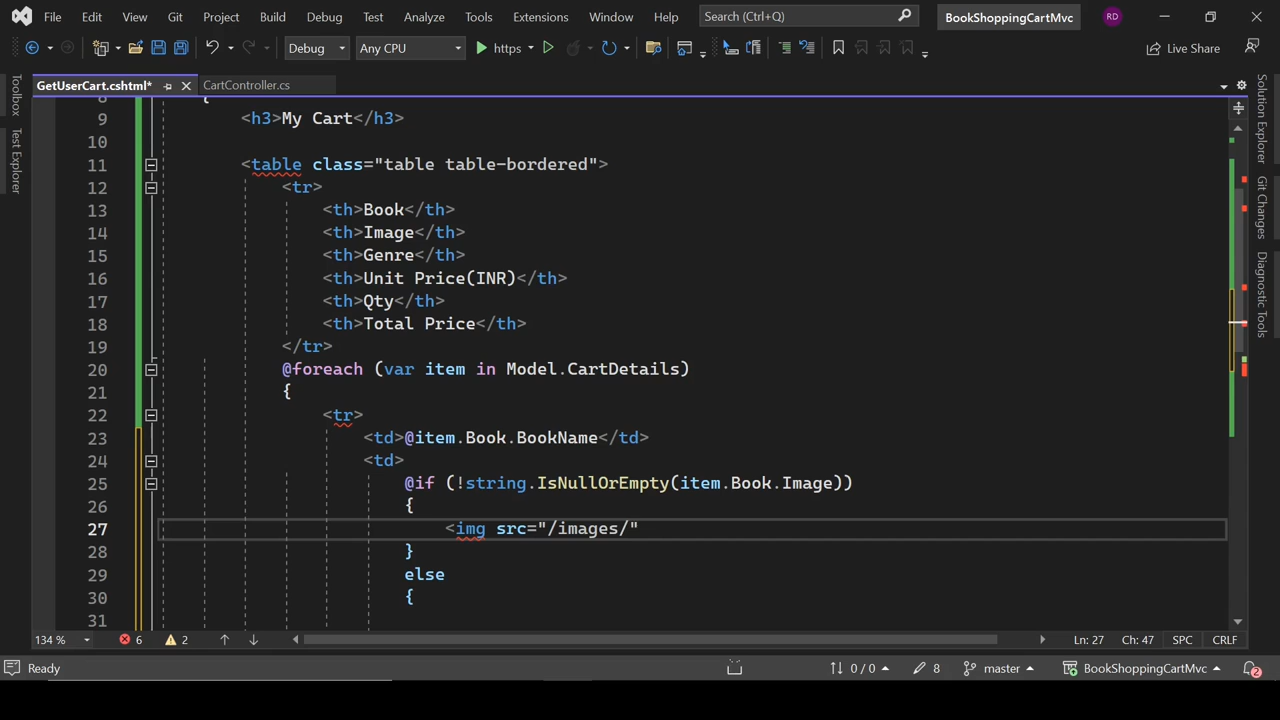 File Edit View Git Project Build Debug Test Analyze Tools Extensions Window Help Search (Ctrl+Q) BookShoppingCartMvc RD
Debug Any CPU https Live Share
GetUserCart.cshtml* CartController.cs
Toolbox
Test Explorer
Solution Explorer
Git Changes
Diagnostic Tools
8 {
9 <h3>My Cart</h3>
10
11 <table class="table table-bordered">
12 <tr>
13 <th>Book</th>
14 <th>Image</th>
15 <th>Genre</th>
16 <th>Unit Price(INR)</th>
17 <th>Qty</th>
18 <th>Total Price</th>
19 </tr>
20 @foreach (var item in Model.CartDetails)
21 {
22 <tr>
23 <td>@item.Book.BookName</td>
24 <td>
25 @if (!string.IsNullOrEmpty(item.Book.Image))
26 {
27 <img src="/images/"
28 }
29 else
30 {
31
134 % 6 2 Ln: 27 Ch: 47 SPC CRLF
Ready 0 / 0 8 master BookShoppingCartMvc 2